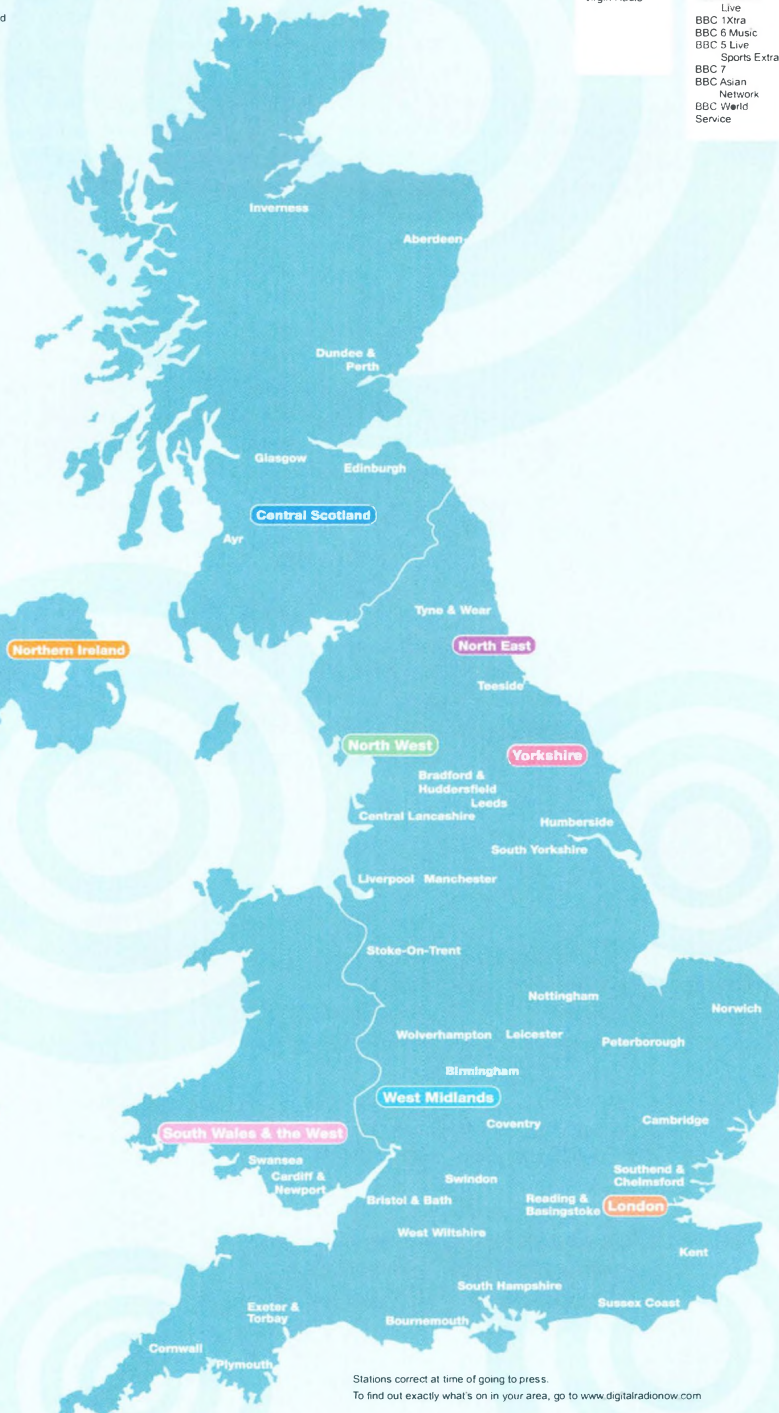 Live
BBC 1Xtra
BBC 6 Music
BBC 5 Live
Sports Extra
BBC 7
BBC Asian
Network
BBC World
Service
Inverness
Aberdeen
Dundee &
Perth
Glasgow
Edinburgh
Central Scotland
Ayr
Tyne & Wear
Northern Ireland
North East
Teeside
North West
Yorkshire
Bradford &
Huddersfield
Leeds
Central Lancashire
Humberside
South Yorkshire
Liverpool
Manchester
Stoke-On-Trent
Nottingham
Norwich
Wolverhampton
Leicester
Peterborough
Birmingham
West Midlands
Coventry
Cambridge
South Wales & the West
Swansea
Cardiff &
Newport
Swindon
Southend &
Chelmsford
Bristol & Bath
Reading &
Basingstoke
London
West Wiltshire
Kent
South Hampshire
Sussex Coast
Exeter &
Torbay
Bournemouth
Cornwall
Plymouth
Stations correct at time of going to press.
To find out exactly what's on in your area, go to www.digitalradionow.com